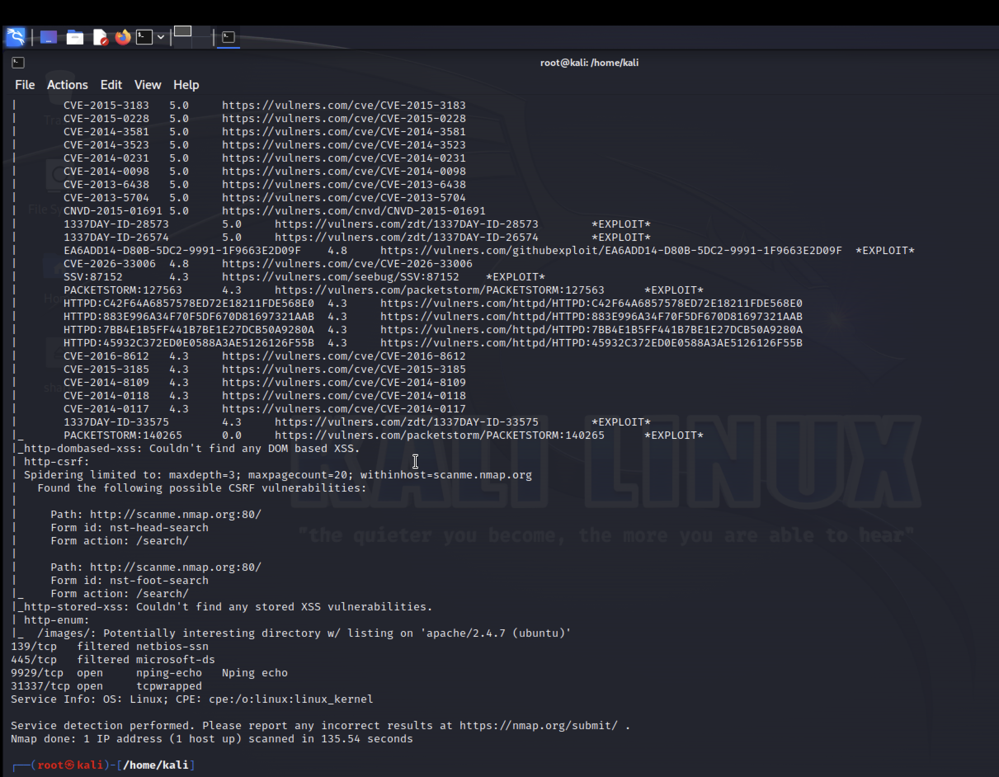 root@kali: /home/kali
File Actions Edit View Help
| CVE-2015-3183 5.0 https://vulners.com/cve/CVE-2015-3183
| CVE-2015-0228 5.0 https://vulners.com/cve/CVE-2015-0228
| CVE-2014-3581 5.0 https://vulners.com/cve/CVE-2014-3581
| CVE-2014-3523 5.0 https://vulners.com/cve/CVE-2014-3523
| CVE-2014-0231 5.0 https://vulners.com/cve/CVE-2014-0231
| CVE-2014-0098 5.0 https://vulners.com/cve/CVE-2014-0098
| CVE-2013-6438 5.0 https://vulners.com/cve/CVE-2013-6438
| CVE-2013-5704 5.0 https://vulners.com/cve/CVE-2013-5704
| CNVD-2015-01691 5.0 https://vulners.com/cnvd/CNVD-2015-01691
| 1337DAY-ID-28573 5.0 https://vulners.com/zdt/1337DAY-ID-28573 *EXPLOIT*
| 1337DAY-ID-26574 5.0 https://vulners.com/zdt/1337DAY-ID-26574 *EXPLOIT*
| EA6ADD14-D80B-5DC2-9991-1F9663E2D09F 4.8 https://vulners.com/githubexploit/EA6ADD14-D80B-5DC2-9991-1F9663E2D09F *EXPLOIT*
| CVE-2026-33006 4.8 https://vulners.com/cve/CVE-2026-33006
| SSV:87152 4.3 https://vulners.com/seebug/SSV:87152 *EXPLOIT*
| PACKETSTORM:127563 4.3 https://vulners.com/packetstorm/PACKETSTORM:127563 *EXPLOIT*
| HTTPD:C42F64A6857578ED72E18211FDE568E0 4.3 https://vulners.com/httpd/HTTPD:C42F64A6857578ED72E18211FDE568E0
| HTTPD:883E996A34F70F5DF670D81697321AAB 4.3 https://vulners.com/httpd/HTTPD:883E996A34F70F5DF670D81697321AAB
| HTTPD:7BB4E1B5FF441B7BE1E27DCB50A9280A 4.3 https://vulners.com/httpd/HTTPD:7BB4E1B5FF441B7BE1E27DCB50A9280A
| HTTPD:45932C372ED0E0588A3AE5126126F55B 4.3 https://vulners.com/httpd/HTTPD:45932C372ED0E0588A3AE5126126F55B
| CVE-2016-8612 4.3 https://vulners.com/cve/CVE-2016-8612
| CVE-2015-3185 4.3 https://vulners.com/cve/CVE-2015-3185
| CVE-2014-8109 4.3 https://vulners.com/cve/CVE-2014-8109
| CVE-2014-0118 4.3 https://vulners.com/cve/CVE-2014-0118
| CVE-2014-0117 4.3 https://vulners.com/cve/CVE-2014-0117
| 1337DAY-ID-33575 4.3 https://vulners.com/zdt/1337DAY-ID-33575 *EXPLOIT*
|_ PACKETSTORM:140265 0.0 https://vulners.com/packetstorm/PACKETSTORM:140265 *EXPLOIT*
|_http-dombased-xss: Couldn't find any DOM based XSS.
| http-csrf:
| Spidering limited to: maxdepth=3; maxpagecount=20; withinhost=scanme.nmap.org
| Found the following possible CSRF vulnerabilities:
|
| Path: http://scanme.nmap.org:80/
| Form id: nst-head-search
| Form action: /search/
|
| Path: http://scanme.nmap.org:80/
| Form id: nst-foot-search
|_ Form action: /search/
|_http-stored-xss: Couldn't find any stored XSS vulnerabilities.
| http-enum:
|_ /images/: Potentially interesting directory w/ listing on 'apache/2.4.7 (ubuntu)'
139/tcp filtered netbios-ssn
445/tcp filtered microsoft-ds
9929/tcp open nping-echo Nping echo
31337/tcp open tcpwrapped
Service Info: OS: Linux; CPE: cpe:/o:linux:linux_kernel
Service detection performed. Please report any incorrect results at https://nmap.org/submit/ .
Nmap done: 1 IP address (1 host up) scanned in 135.54 seconds
┌──(root㉿kali)-[/home/kali]
Trash
File Sy
Home
share
KALI LINUX
"the quieter you become, the more you are able to hear"